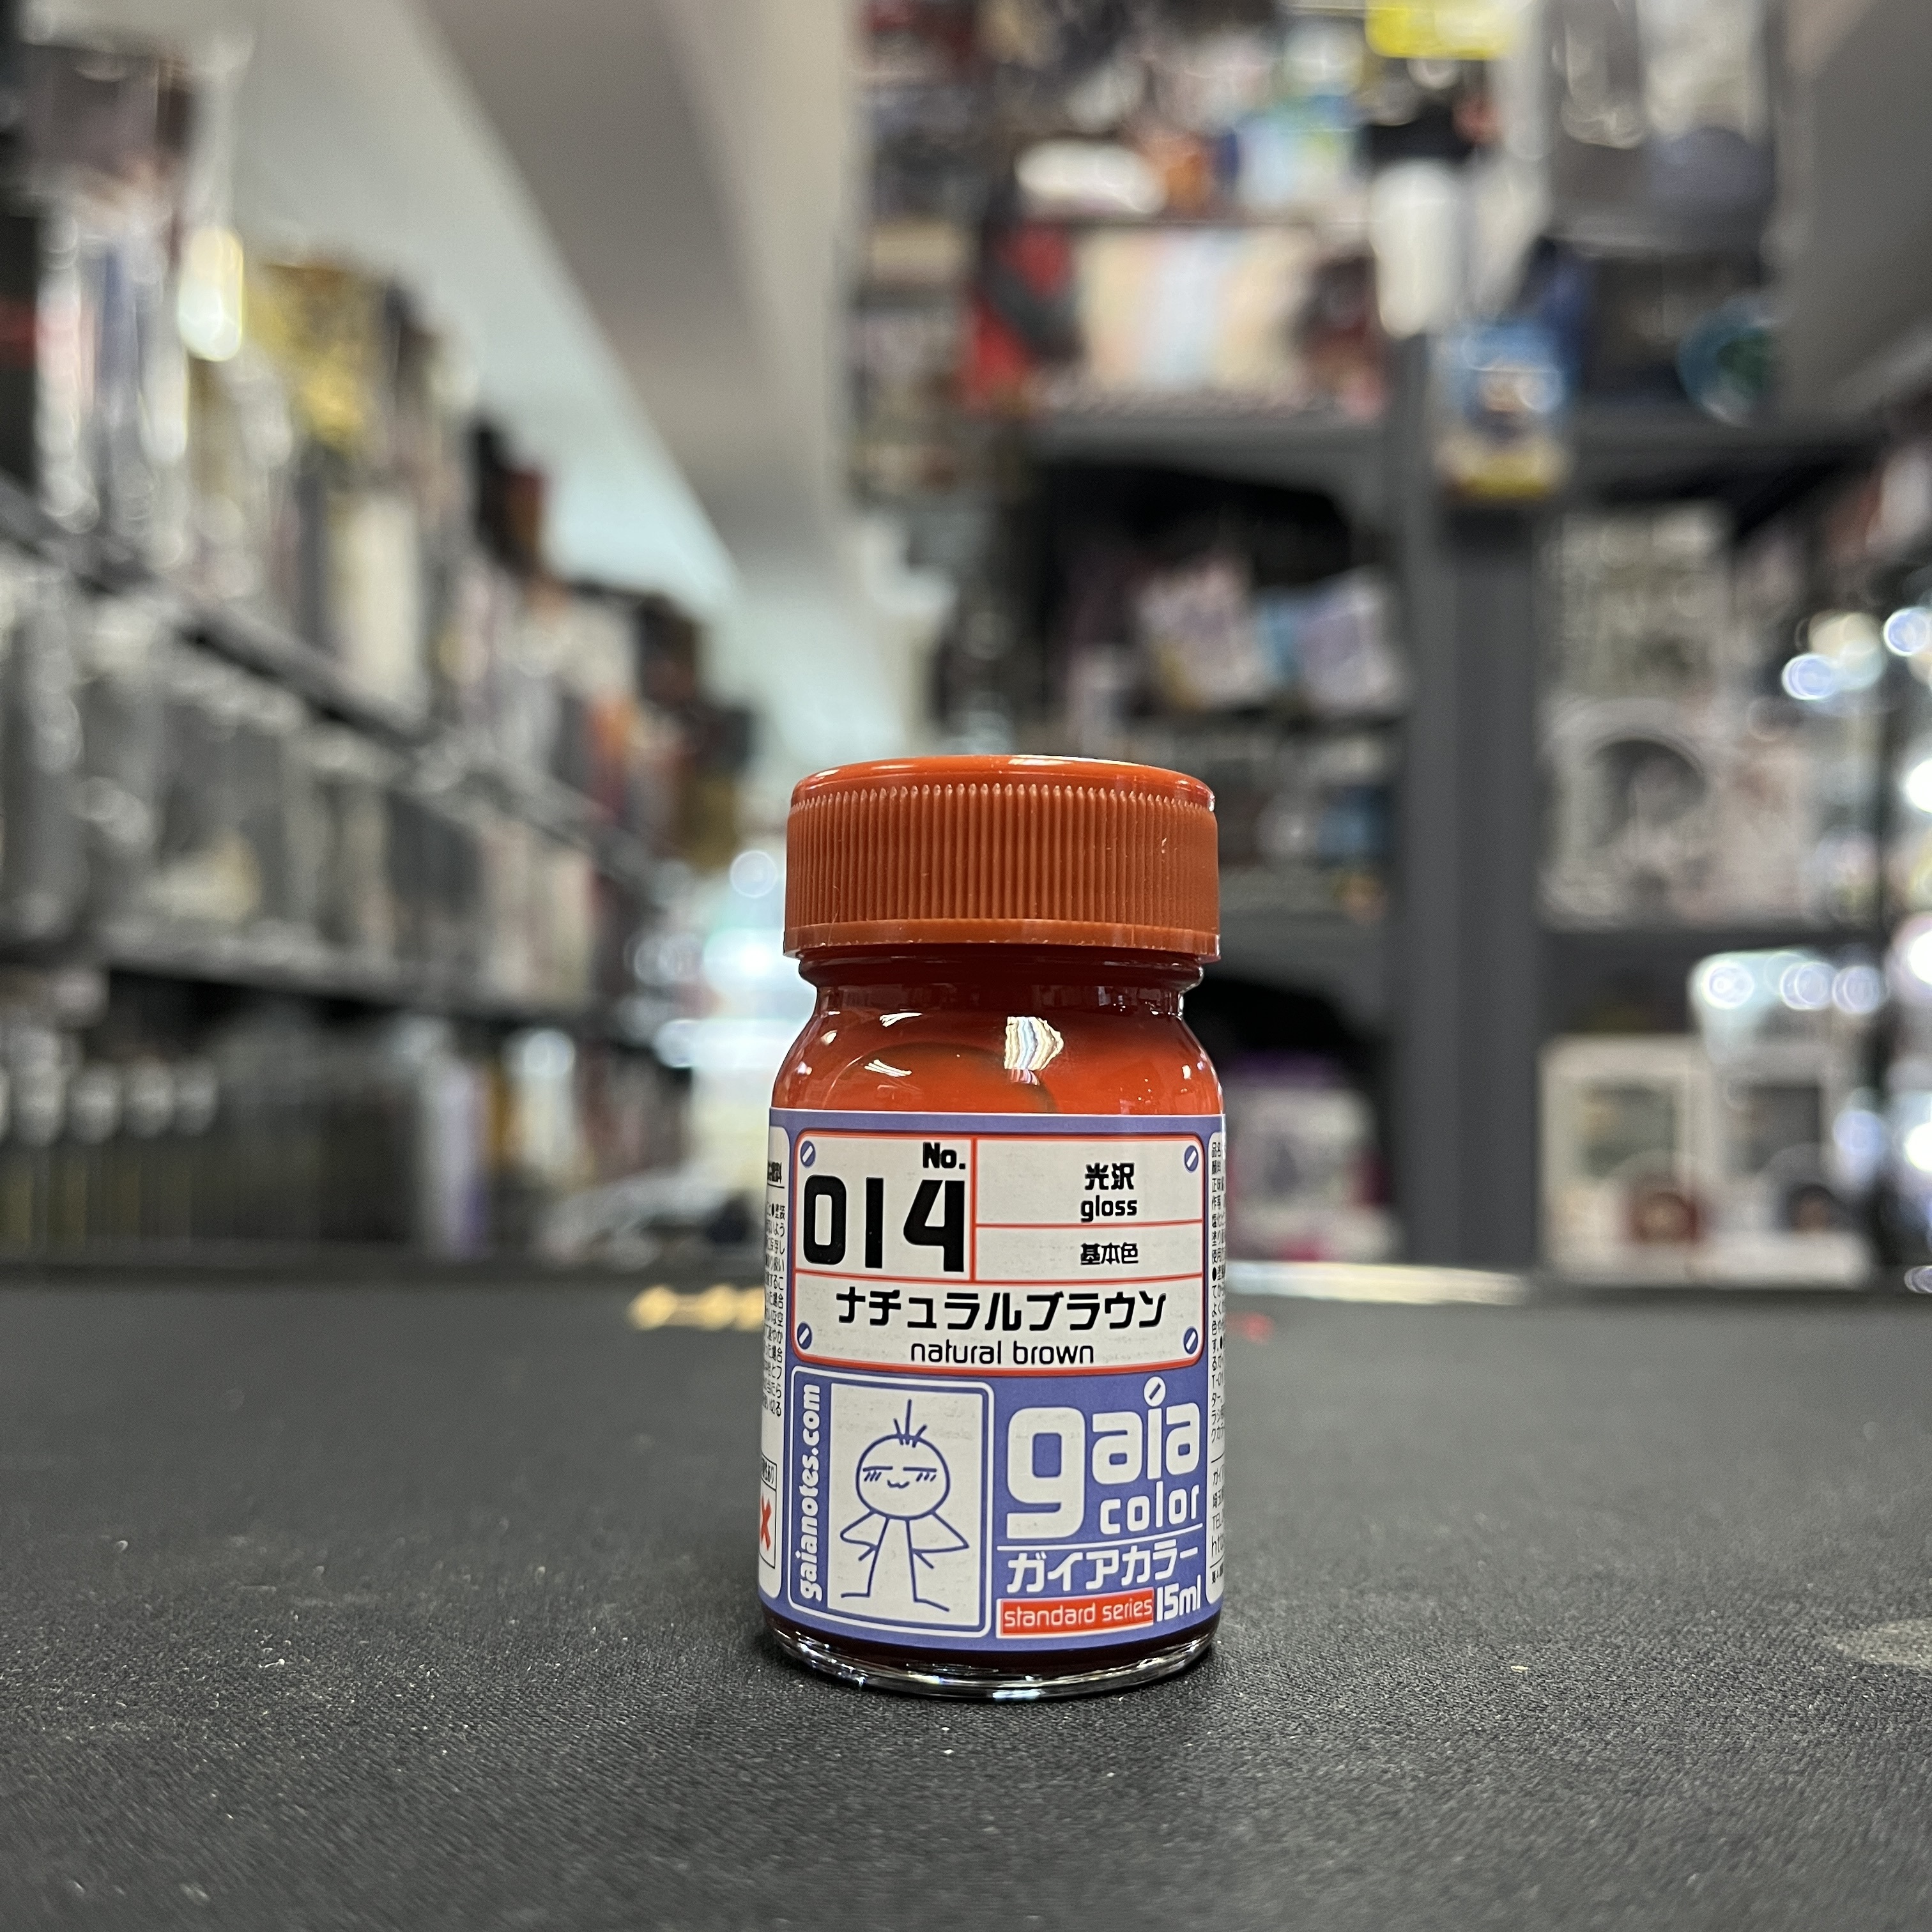 No.
014
光沢
gloss
基本色
ナチュラルブラウン
natural brown
gaianotes.com
gaia
color
ガイアカラー
standard series 15ml